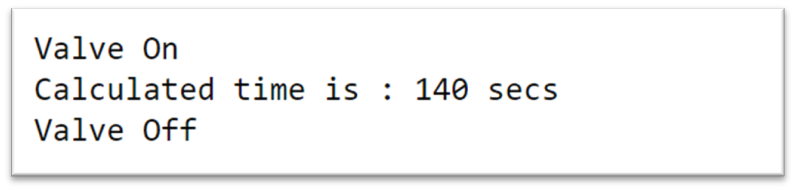 Valve On
Calculated time is : 140 secs
Valve Off